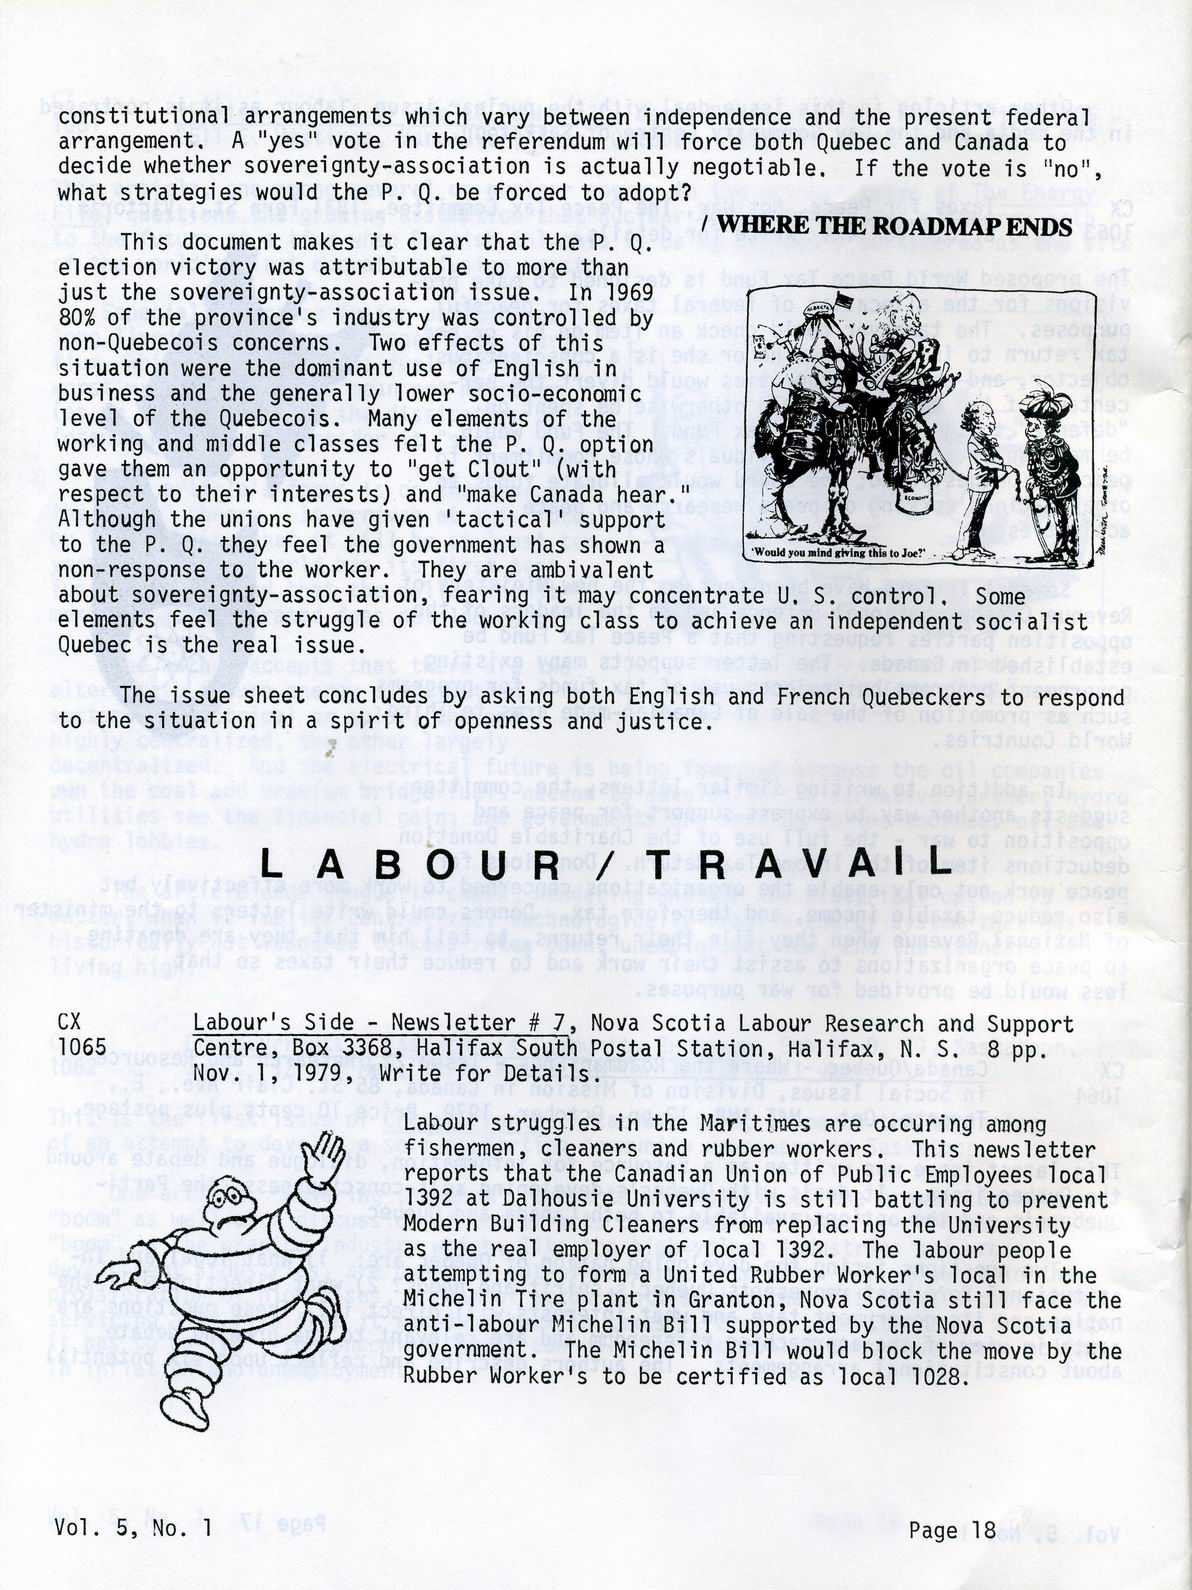 constitutional arrangements which vary between independence and the present federal
arrangement. A "yes" vote in the referendum will force both Quebec and Canada to
decide whether sovereignty-association is actually negotiable. If the vote is "no",
what strategies would the P. Q. be forced to adopt?
/ WHERE THE ROADMAP ENDS
This document makes it clear that the P. Q.
election victory was attributable to more than
just the sovereignty-association issue. In 1969
80% of the province's industry was controlled by
non-Quebecois concerns. Two effects of this
situation were the dominant use of English in
business and the generally lower socio-economic
level of the Quebecois. Many elements of the
working and middle classes felt the P. Q. option
gave them an opportunity to "get Clout" (with
respect to their interests) and "make Canada hear."
Although the unions have given 'tactical' support
to the P. Q. they feel the government has shown a
non-response to the worker. They are ambivalent
about sovereignty-association, fearing it may concentrate U. S. control. Some
elements feel the struggle of the working class to achieve an independent socialist
Quebec is the real issue.
CANADA
ECONOMY
'Would you mind giving this to Joe?'
The issue sheet concludes by asking both English and French Quebeckers to respond
to the situation in a spirit of openness and justice.
LABOUR/TRAVAIL
CX
1065
Labour's Side - Newsletter # 7, Nova Scotia Labour Research and Support
Centre, Box 3368, Halifax South Postal Station, Halifax, N. S. 8 pp.
Nov. 1, 1979, Write for Details.
Labour struggles in the Maritimes are occuring among
fishermen, cleaners and rubber workers. This newsletter
reports that the Canadian Union of Public Employees local
1392 at Dalhousie University is still battling to prevent
Modern Building Cleaners from replacing the University
as the real employer of local 1392. The labour people
attempting to form a United Rubber Worker's local in the
Michelin Tire plant in Granton, Nova Scotia still face the
anti-labour Michelin Bill supported by the Nova Scotia
government. The Michelin Bill would block the move by the
Rubber Worker's to be certified as local 1028.
Vol. 5, No. 1
Page 18